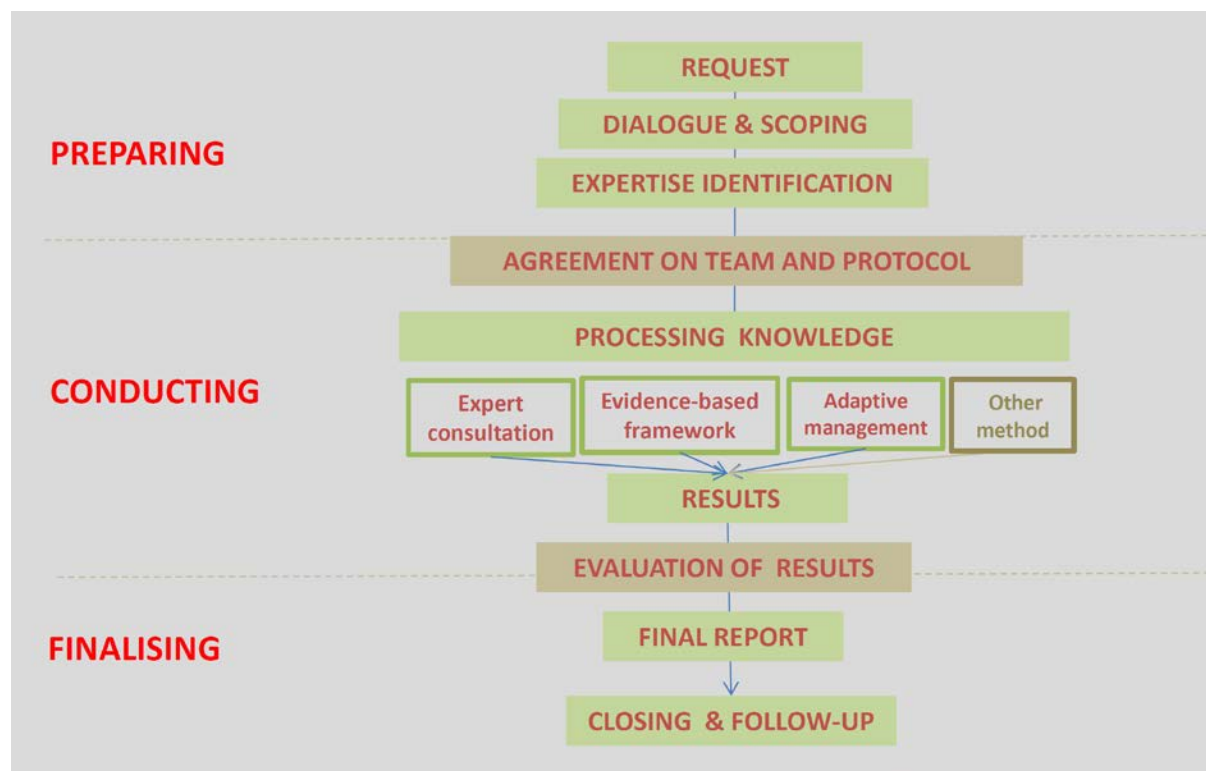 REQUEST
DIALOGUE & SCOPING
PREPARING
EXPERTISE IDENTIFICATION
AGREEMENT ON TEAM AND PROTOCOL
PROCESSING KNOWLEDGE
CONDUCTING
Expert
consultation
Evidence-based
framework
Adaptive
management
Other
method
RESULTS
EVALUATION OF RESULTS
FINALISING
FINAL REPORT
CLOSING & FOLLOW-UP